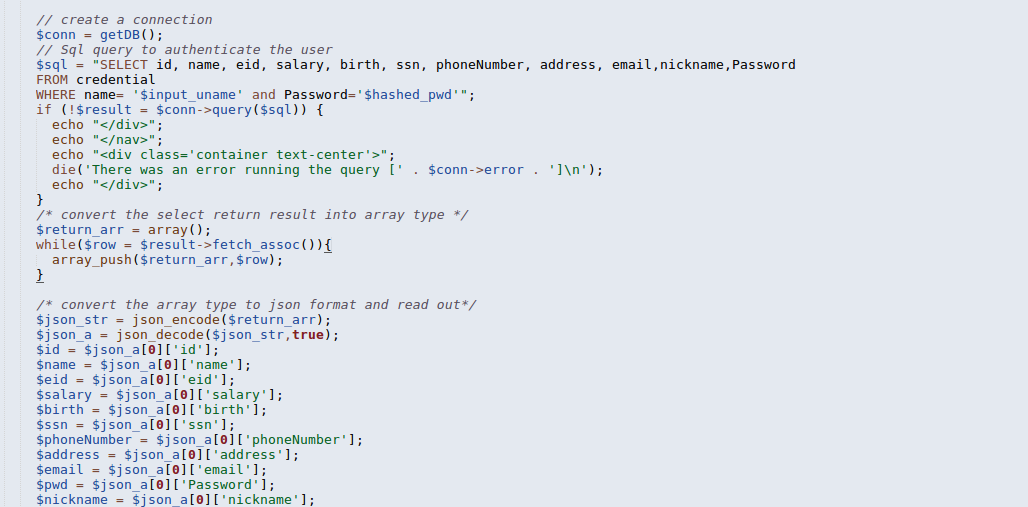 // create a connection
$conn = getDB();
// Sql query to authenticate the user
$sql = "SELECT id, name, eid, salary, birth, ssn, phoneNumber, address, email,nickname,Password
FROM credential
WHERE name= '$input_uname' and Password='$hashed_pwd'";
if (!$result = $conn->query($sql)) {
  echo "</div>";
  echo "</nav>";
  echo "<div class='container text-center'>";
  die('There was an error running the query [' . $conn->error . ']\n');
  echo "</div>";
}
/* convert the select return result into array type */
$return_arr = array();
while($row = $result->fetch_assoc()){
  array_push($return_arr,$row);
}
/* convert the array type to json format and read out*/
$json_str = json_encode($return_arr);
$json_a = json_decode($json_str,true);
$id = $json_a[0]['id'];
$name = $json_a[0]['name'];
$eid = $json_a[0]['eid'];
$salary = $json_a[0]['salary'];
$birth = $json_a[0]['birth'];
$ssn = $json_a[0]['ssn'];
$phoneNumber = $json_a[0]['phoneNumber'];
$address = $json_a[0]['address'];
$email = $json_a[0]['email'];
$pwd = $json_a[0]['Password'];
$nickname = $json_a[0]['nickname'];